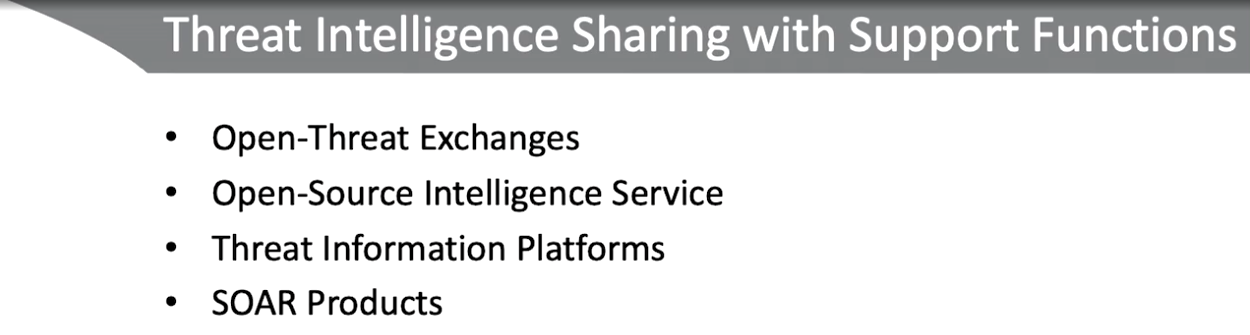 Threat Intelligence Sharing with Support Functions
• Open-Threat Exchanges
• Open-Source Intelligence Service
• Threat Information Platforms
• SOAR Products